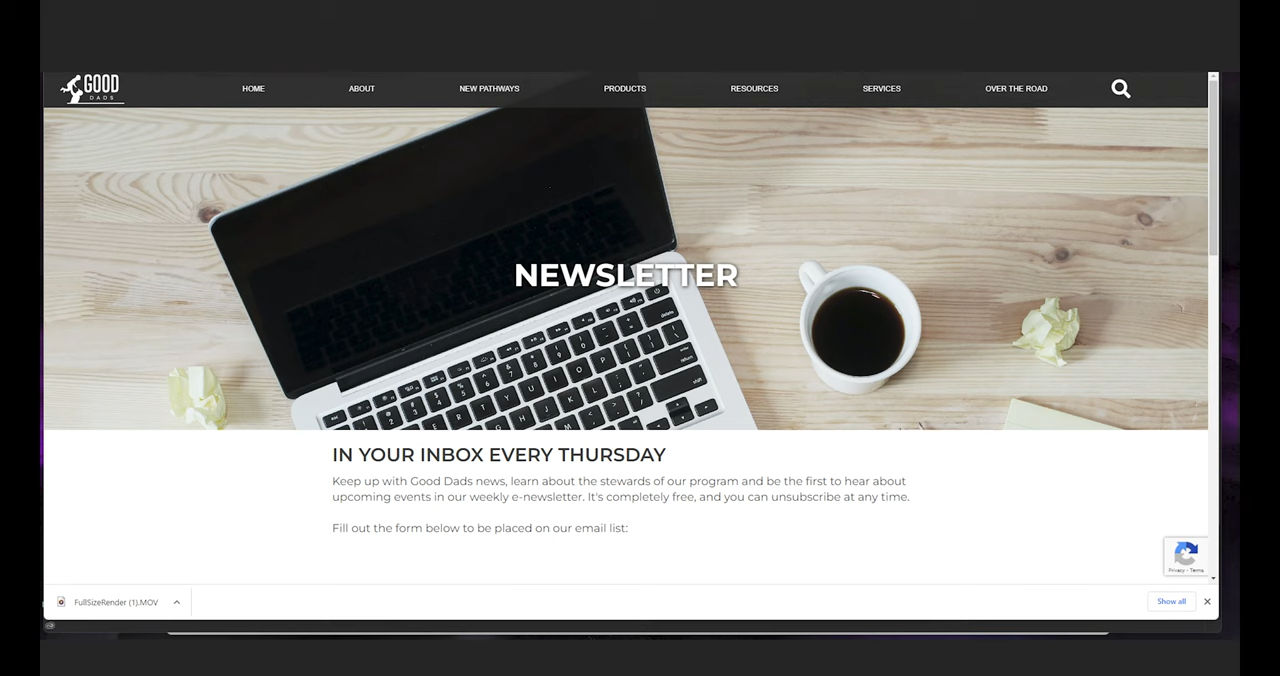 GOOD
DADS
HOME
ABOUT
NEW PATHWAYS
PRODUCTS
RESOURCES
SERVICES
OVER THE ROAD
NEWSLETTER
IN YOUR INBOX EVERY THURSDAY
Keep up with Good Dads news, learn about the stewards of our program and be the first to hear about
upcoming events in our weekly e-newsletter. It's completely free, and you can unsubscribe at any time.
Fill out the form below to be placed on our email list:
Privacy - Terms
FullSizeRender (1).MOV
Show all